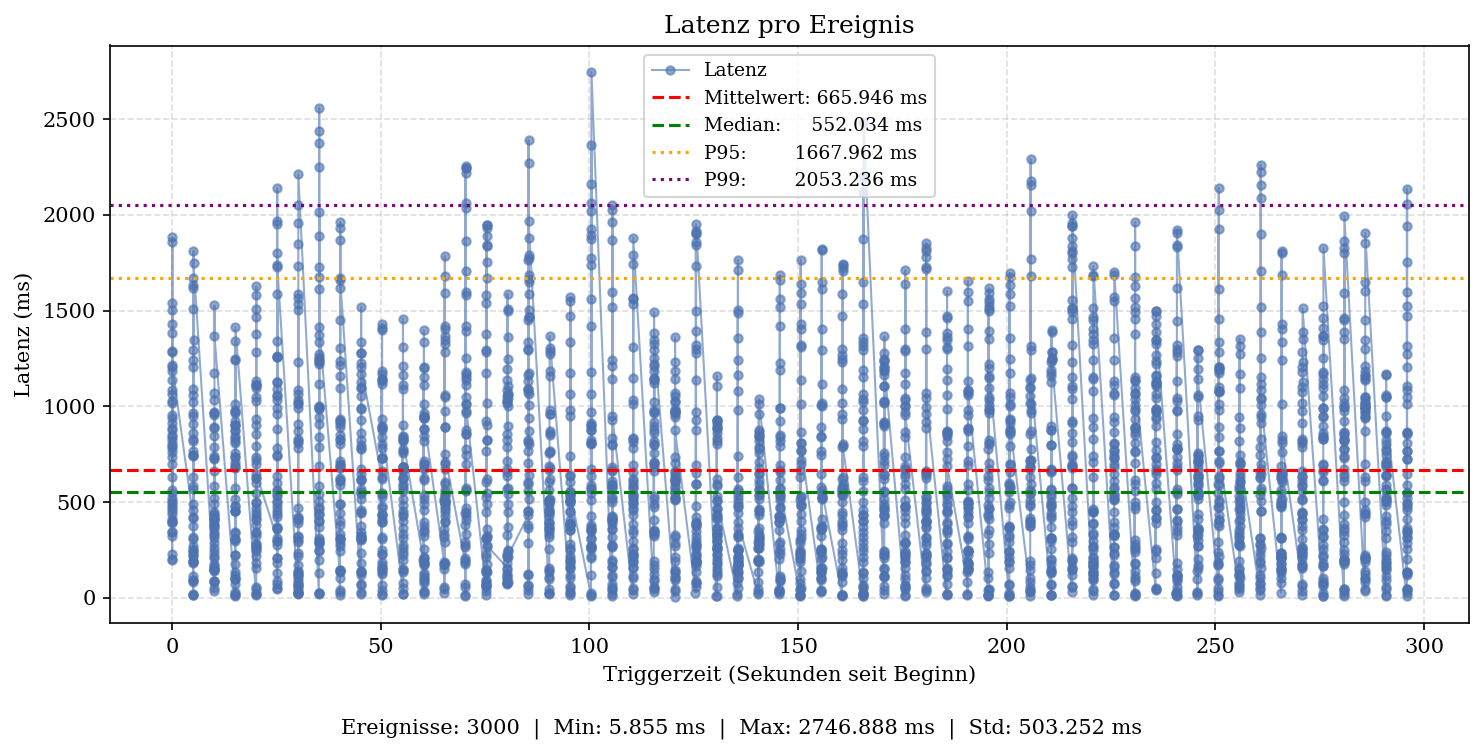 Latenz pro Ereignis
Latenz
Mittelwert: 665.946 ms
Median: 552.034 ms
P95: 1667.962 ms
P99: 2053.236 ms
Latenz (ms)
2500
2000
1500
1000
500
0
0 50 100 150 200 250 300
Triggerzeit (Sekunden seit Beginn)
Ereignisse: 3000 | Min: 5.855 ms | Max: 2746.888 ms | Std: 503.252 ms